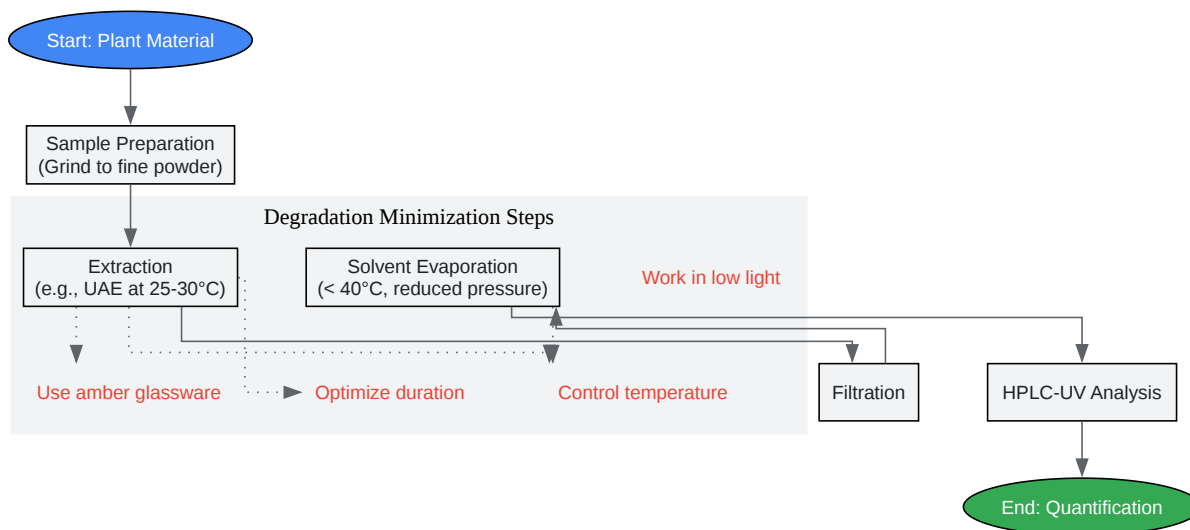 Start: Plant Material
Sample Preparation
(Grind to fine powder)
Degradation Minimization Steps
Extraction
(e.g., UAE at 25-30°C)
Solvent Evaporation
(< 40°C, reduced pressure)
Work in low light
Use amber glassware
Optimize duration
Control temperature
Filtration
HPLC-UV Analysis
End: Quantification